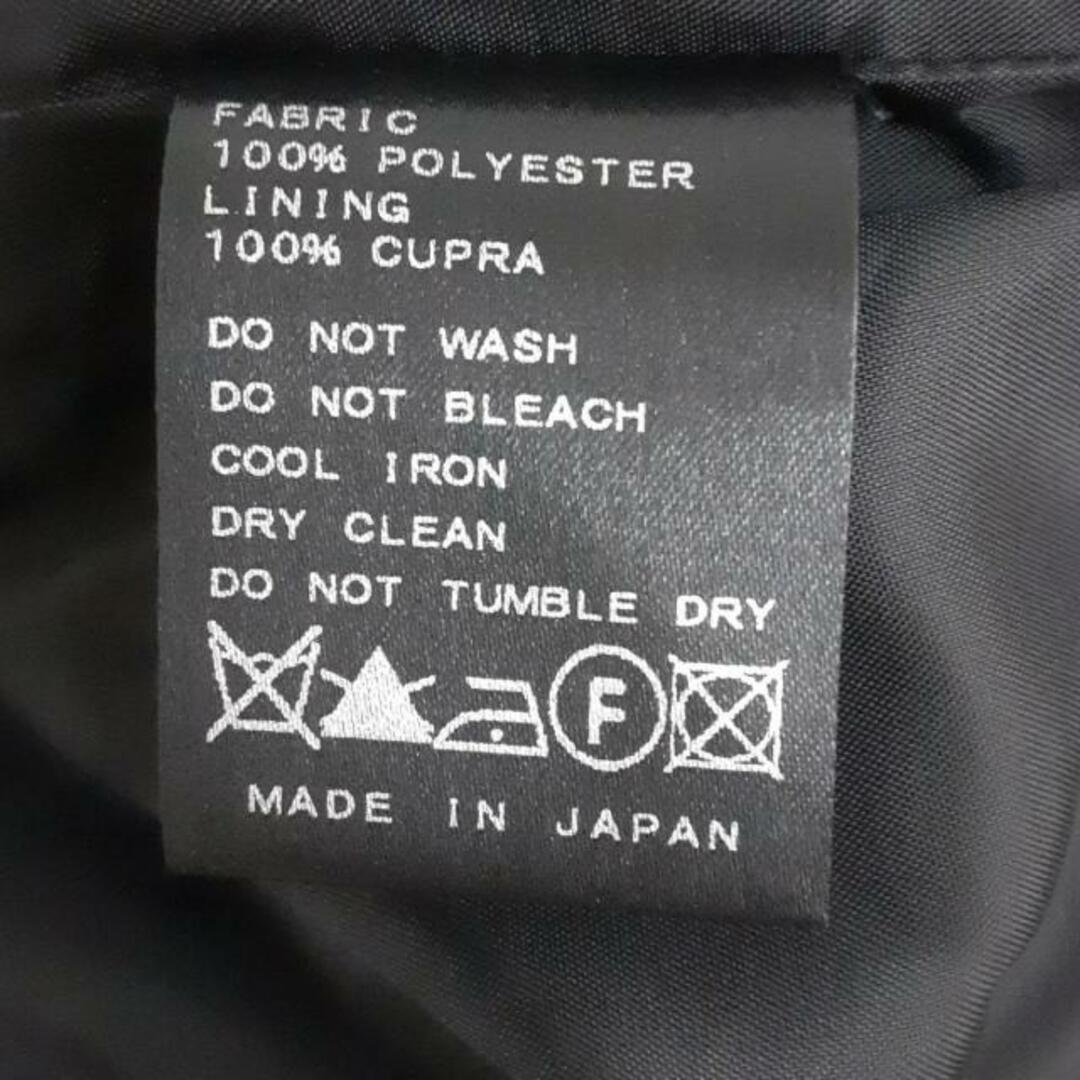 FABRIC
100% POLYESTER
LINING
100% CUPRA
DO NOT WASH
DO NOT BLEACH
COOL IRON
DRY CLEAN
DO NOT TUMBLE DRY
F
MADE IN JAPAN